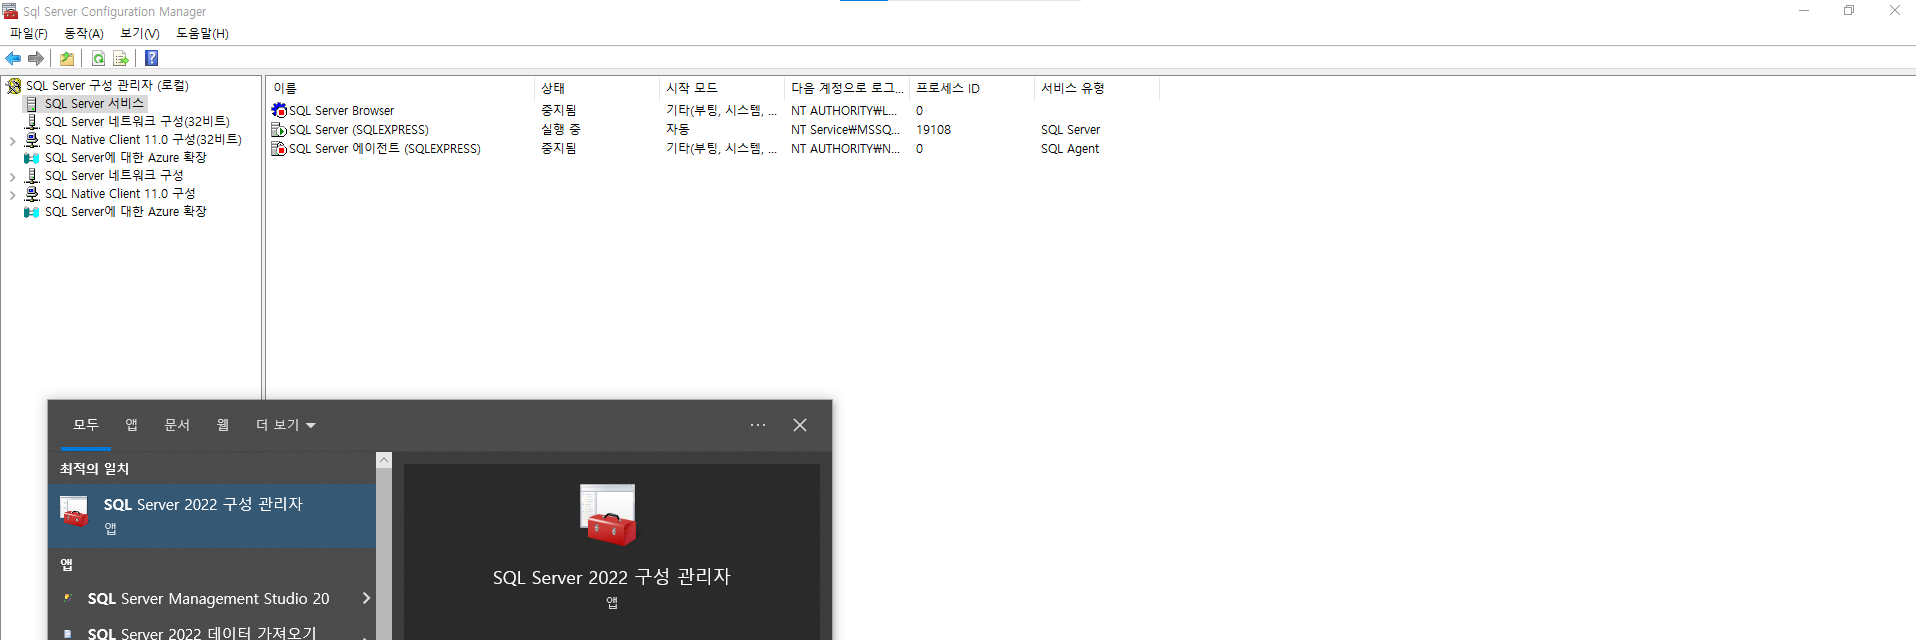 Sql Server Configuration Manager
파일(F) 동작(A) 보기(V) 도움말(H)
SQL Server 구성 관리자 (로컬)
SQL Server 서비스
SQL Server 네트워크 구성(32비트)
SQL Native Client 11.0 구성(32비트)
SQL Server에 대한 Azure 확장
SQL Server 네트워크 구성
SQL Native Client 11.0 구성
SQL Server에 대한 Azure 확장
이름 상태 시작 모드 다음 계정으로 로그... 프로세스 ID 서비스 유형
SQL Server Browser 중지됨 기타(부팅, 시스템, ... NT AUTHORITY₩L... 0
SQL Server (SQLEXPRESS) 실행 중 자동 NT Service₩MSSQ... 19108 SQL Server
SQL Server 에이전트 (SQLEXPRESS) 중지됨 기타(부팅, 시스템, ... NT AUTHORITY₩N... 0 SQL Agent
모두 앱 문서 웹 더 보기 ...
최적의 일치
SQL Server 2022 구성 관리자
앱
앱
SQL Server Management Studio 20
SQL Server 2022 데이터 가져오기
SQL Server 2022 구성 관리자
앱